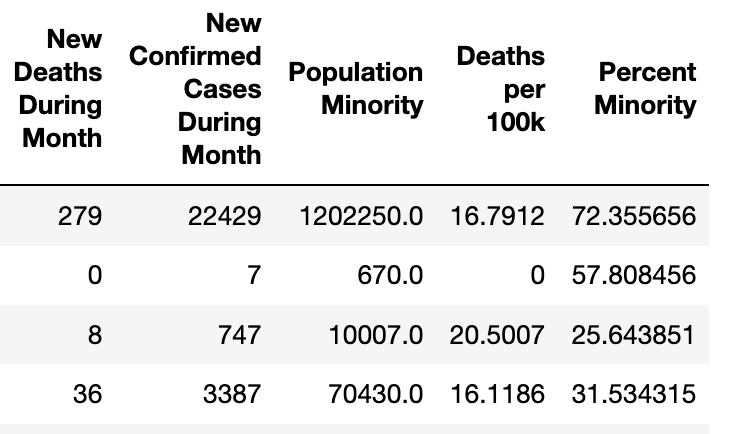 New Deaths During Month New Confirmed Cases During Month Population Minority Deaths per 100k Percent Minority
279 22429 1202250.0 16.7912 72.355656
0 7 670.0 0 57.808456
8 747 10007.0 20.5007 25.643851
36 3387 70430.0 16.1186 31.534315